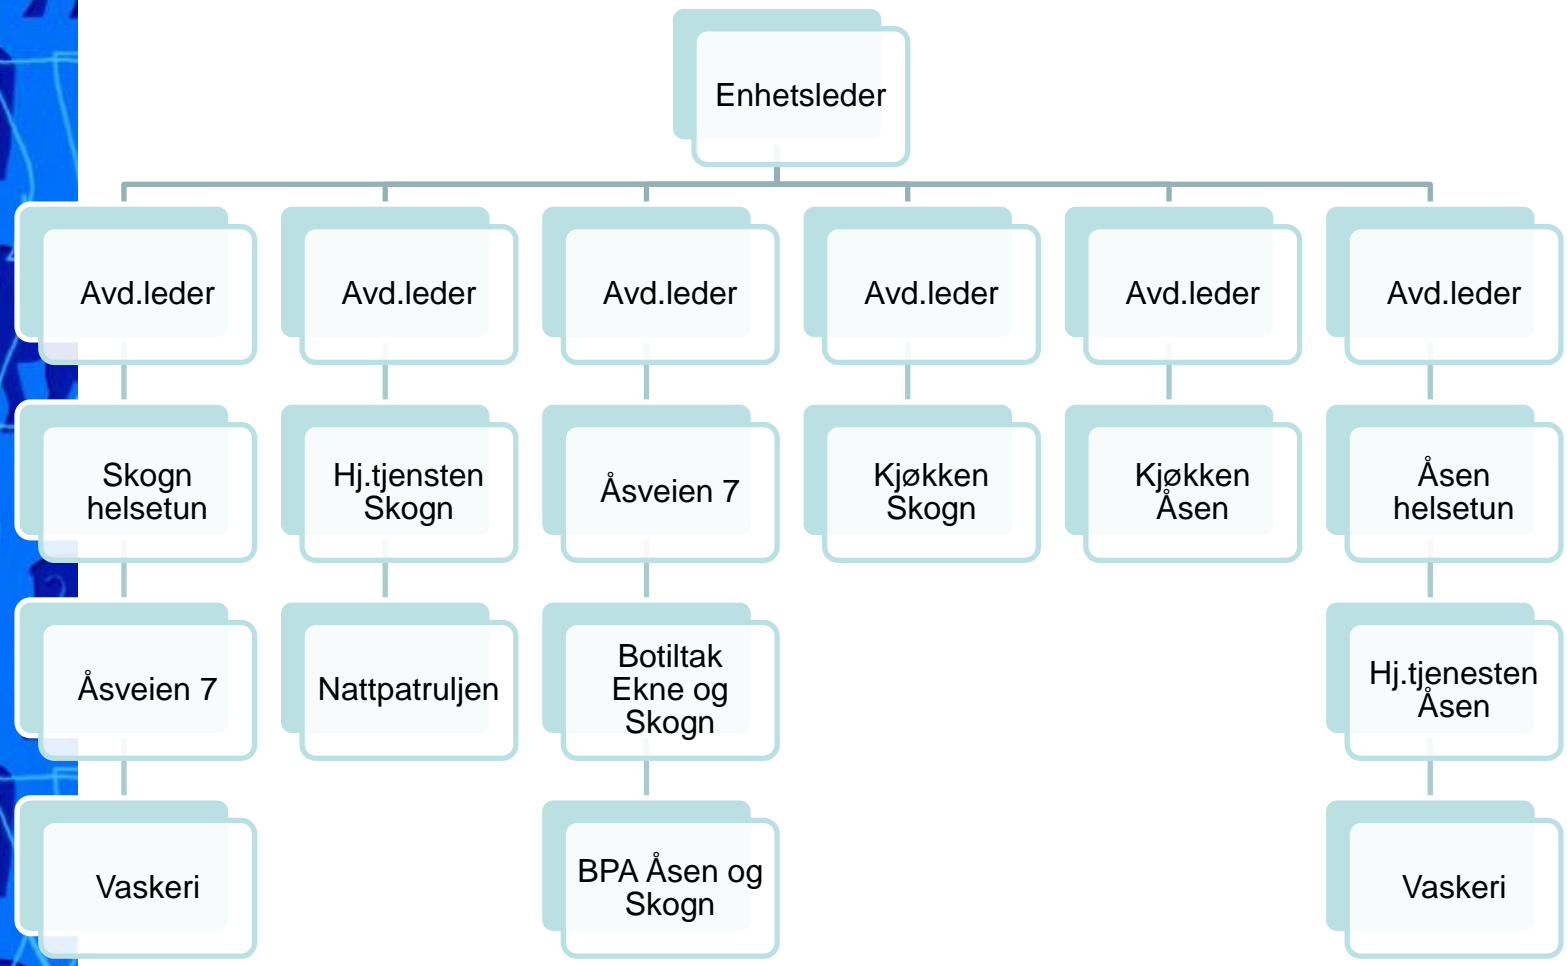 Enhetsleder
Avd.leder
Avd.leder
Avd.leder
Avd.leder
Avd.leder
Avd.leder
Skogn
helsetun
Hj.tjensten
Skogn
Åsveien 7
Kjøkken
Skogn
Kjøkken
Åsen
Åsen
helsetun
Åsveien 7
Nattpatruljen
Botiltak
Ekne og
Skogn
Hj.tjenesten
Åsen
Vaskeri
BPA Åsen og
Skogn
Vaskeri